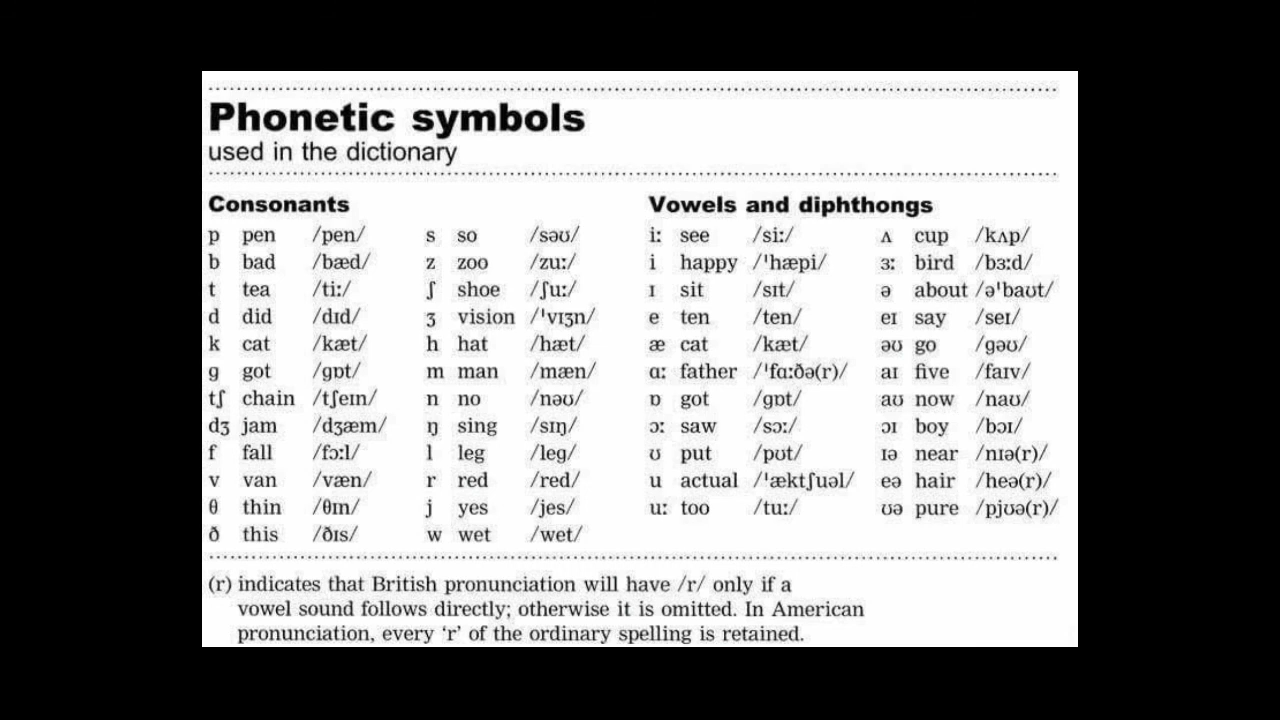 Phonetic symbols
used in the dictionary
Consonants
p pen /pen/ s so /səʊ/
b bad /bæd/ z zoo /zuː/
t tea /tiː/ ʃ shoe /ʃuː/
d did /dɪd/ ʒ vision /ˈvɪʒn/
k cat /kæt/ h hat /hæt/
g got /gɒt/ m man /mæn/
tʃ chain /tʃeɪn/ n no /nəʊ/
dʒ jam /dʒæm/ ŋ sing /sɪŋ/
f fall /fɔːl/ l leg /leg/
v van /væn/ r red /red/
θ thin /θɪn/ j yes /jes/
ð this /ðɪs/ w wet /wet/
Vowels and diphthongs
iː see /siː/ ʌ cup /kʌp/
i happy /ˈhæpi/ ɜː bird /bɜːd/
ɪ sit /sɪt/ ə about /əˈbaʊt/
e ten /ten/ eɪ say /seɪ/
æ cat /kæt/ əʊ go /gəʊ/
ɑː father /ˈfɑːðə(r)/ aɪ five /faɪv/
ɒ got /gɒt/ aʊ now /naʊ/
ɔː saw /sɔː/ ɔɪ boy /bɔɪ/
ʊ put /pʊt/ ɪə near /nɪə(r)/
u actual /ˈæktʃuəl/ eə hair /heə(r)/
uː too /tuː/ ʊə pure /pjʊə(r)/
(r) indicates that British pronunciation will have /r/ only if a
vowel sound follows directly; otherwise it is omitted. In American
pronunciation, every ‘r’ of the ordinary spelling is retained.